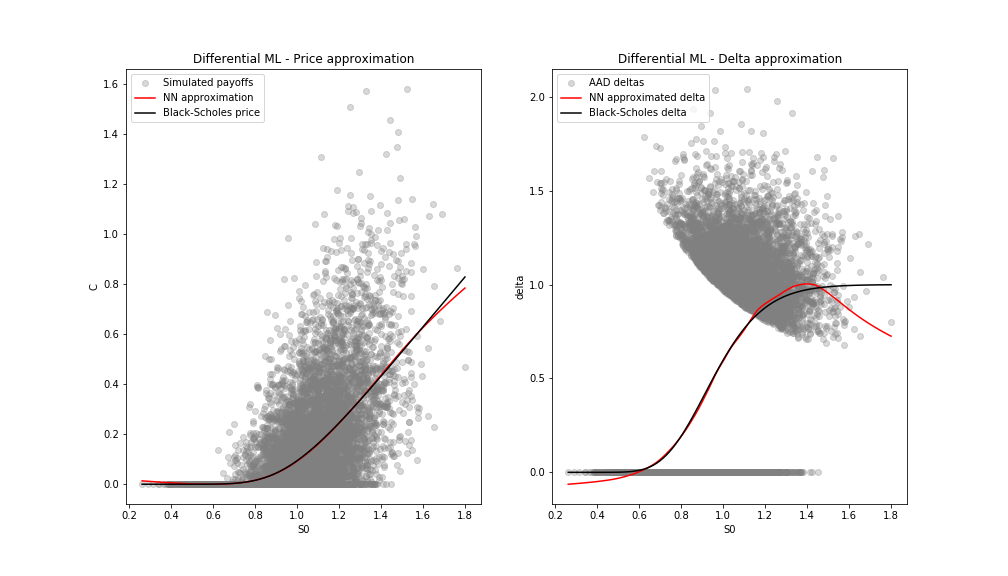 Differential ML - Price approximation
Simulated payoffs
NN approximation
Black-Scholes price
1.6
1.4
1.2
1.0
0.8
0.6
0.4
0.2
0.0
C
0.2 0.4 0.6 0.8 1.0 1.2 1.4 1.6 1.8
S0
Differential ML - Delta approximation
AAD deltas
NN approximated delta
Black-Scholes delta
2.0
1.5
1.0
0.5
0.0
delta
0.2 0.4 0.6 0.8 1.0 1.2 1.4 1.6 1.8
S0